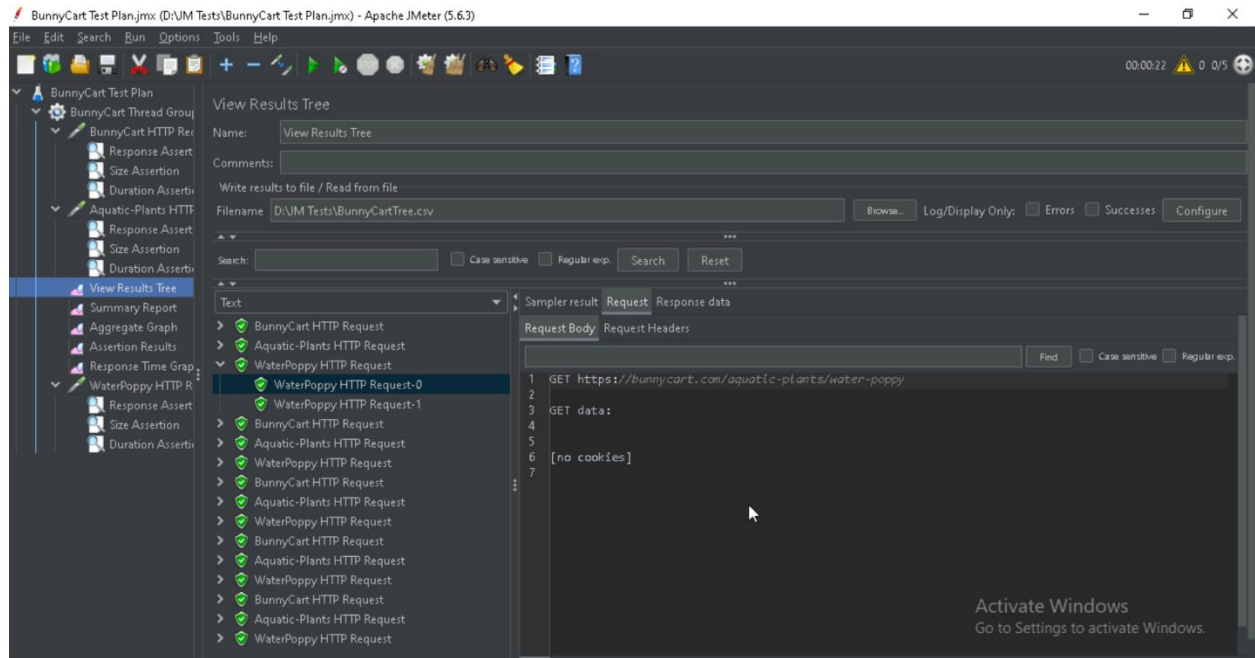 BunnyCart Test Plan.jmx (D:\JM Tests\BunnyCart Test Plan.jmx) - Apache JMeter (5.6.3)
File Edit Search Run Options Tools Help
00:00:22 0 0/5
BunnyCart Test Plan
BunnyCart Thread Group
BunnyCart HTTP Rec
Response Assert
Size Assertion
Duration Asserti
Aquatic-Plants HTTP
Response Assert
Size Assertion
Duration Asserti
View Results Tree
Summary Report
Aggregate Graph
Assertion Results
Response Time Grap
WaterPoppy HTTP R
Response Assert
Size Assertion
Duration Asserti
View Results Tree
Name: View Results Tree
Comments:
Write results to file / Read from file
Filename D:\JM Tests\BunnyCartTree.csv Browse... Log/Display Only: Errors Successes Configure
Search: Case sensitive Regular exp. Search Reset
Text
BunnyCart HTTP Request
Aquatic-Plants HTTP Request
WaterPoppy HTTP Request
WaterPoppy HTTP Request-0
WaterPoppy HTTP Request-1
BunnyCart HTTP Request
Aquatic-Plants HTTP Request
WaterPoppy HTTP Request
BunnyCart HTTP Request
Aquatic-Plants HTTP Request
WaterPoppy HTTP Request
BunnyCart HTTP Request
Aquatic-Plants HTTP Request
WaterPoppy HTTP Request
BunnyCart HTTP Request
Aquatic-Plants HTTP Request
WaterPoppy HTTP Request
Sampler result Request Response data
Request Body Request Headers
Find Case sensitive Regular exp.
1 GET https://bunnycart.com/aquatic-plants/water-poppy
2
3 GET data:
4
5
6 [no cookies]
7
Activate Windows
Go to Settings to activate Windows.